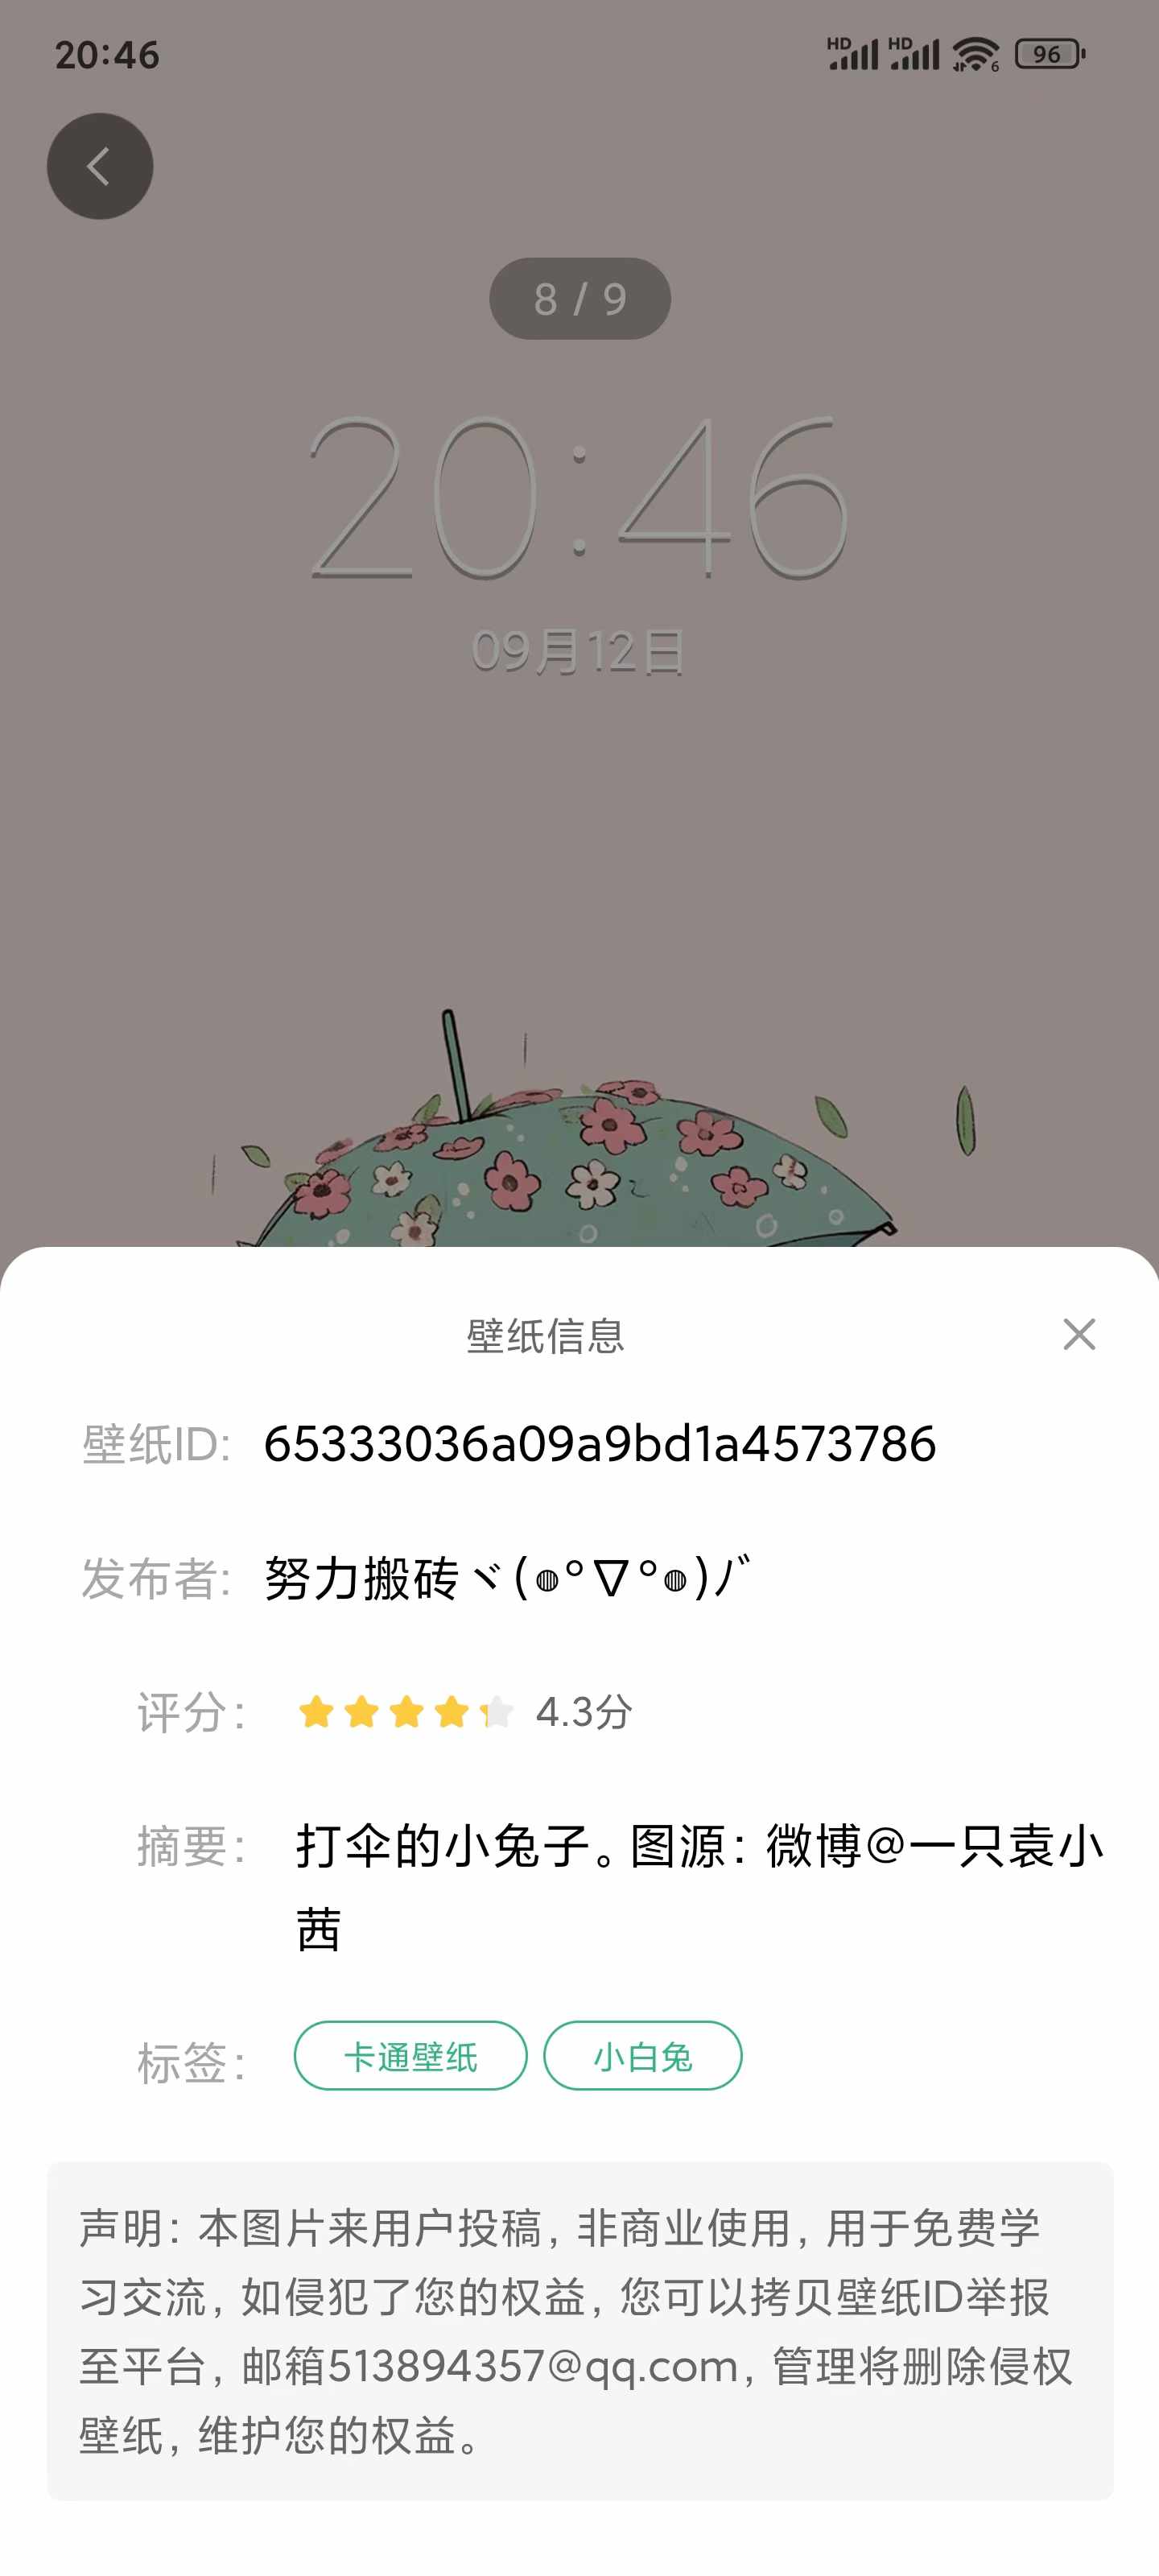 20:46
HD HD 6 96
8 / 9
20:46
09月12日
壁纸信息
壁纸ID: 65333036a09a9bd1a4573786
发布者: 努力搬砖ヾ(◍°∇°◍)ﾉﾞ
评分: 4.3分
摘要: 打伞的小兔子。图源：微博@一只袁小
茜
标签: 卡通壁纸 小白兔
声明：本图片来用户投稿，非商业使用，用于免费学
习交流，如侵犯了您的权益，您可以拷贝壁纸ID举报
至平台，邮箱513894357@qq.com，管理将删除侵权
壁纸，维护您的权益。